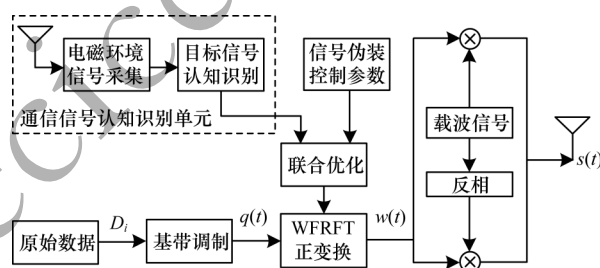 电磁环境
信号采集
目标信号
认知识别
信号伪装
控制参数
通信信号认知识别单元
载波信号
s(t)
联合优化
反相
原始数据
D_i
基带调制
q(t)
WFRFT
正变换
w(t)